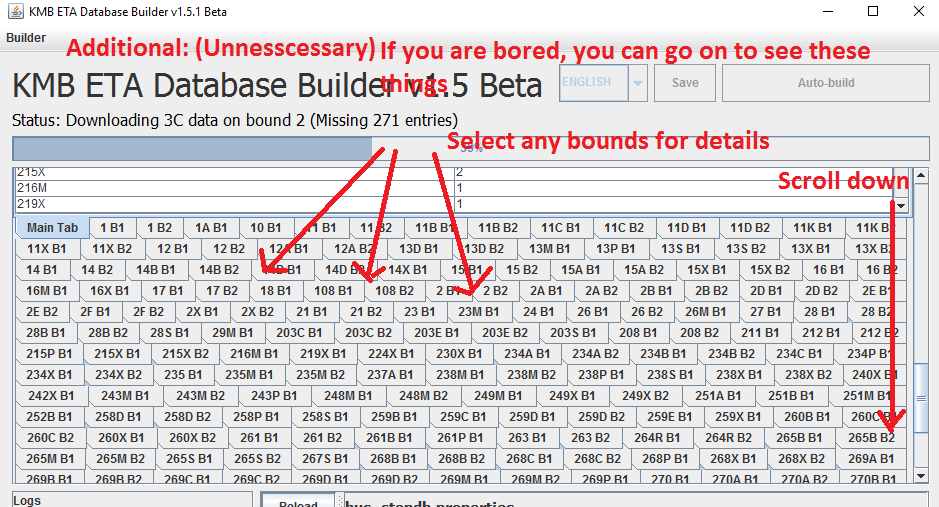 KMB ETA Database Builder v1.5.1 Beta
Builder
Additional: (Unnesscessary) If you are bored, you can go on to see these
things
KMB ETA Database Builder v1.5 Beta
ENGLISH Save Auto-build
Status: Downloading 3C data on bound 2 (Missing 271 entries)
Select any bounds for details
Scroll down
215X 2
216M 1
219X 1
Main Tab 1 B1 1 B2 1A B1 10 B1 11 B1 11 B2 11B B1 11B B2 11C B1 11C B2 11D B1 11D B2 11K B1 11K B2
11X B1 11X B2 12 B1 12 B2 12A B1 12A B2 13D B1 13D B2 13M B1 13P B1 13S B1 13S B2 13X B1 13X B2
14 B1 14 B2 14B B1 14B B2 14D B1 14D B2 14X B1 15 B1 15 B2 15A B1 15A B2 15X B1 15X B2 16 B1 16 B2
16M B1 16X B1 17 B1 17 B2 18 B1 108 B1 108 B2 2 B1 2 B2 2A B1 2A B2 2B B1 2B B2 2D B1 2D B2 2E B1
2E B2 2F B1 2F B2 2X B1 2X B2 21 B1 21 B2 23 B1 23M B1 24 B1 26 B1 26 B2 26M B1 27 B1 28 B1 28 B2
28B B1 28B B2 28S B1 29M B1 203C B1 203C B2 203E B1 203E B2 203S B1 208 B1 208 B2 211 B1 212 B1 212 B2
215P B1 215X B1 215X B2 216M B1 219X B1 224X B1 230X B1 234A B1 234A B2 234B B1 234B B2 234C B1 234P B1
234X B1 234X B2 235 B1 235M B1 235M B2 237A B1 238M B1 238M B2 238P B1 238S B1 238X B1 238X B2 240X B1
242X B1 243M B1 243M B2 243P B1 248M B1 248M B2 249M B1 249X B1 249X B2 251A B1 251B B1 251M B1
252B B1 258D B1 258D B2 258P B1 258S B1 259B B1 259C B1 259D B1 259D B2 259E B1 259X B1 260B B1 260C B1
260C B2 260X B1 260X B2 261 B1 261 B2 261B B1 261P B1 263 B1 263 B2 264R B1 264R B2 265B B1 265B B2
265M B1 265S B1 265S B2 267S B1 268B B1 268B B2 268C B1 268C B2 268P B1 268X B1 268X B2 269A B1
269B B1 269B B2 269C B1 269D B1 269D B2 269M B1 269M B2 269P B1 270A B1 270A B2 270B B1
Logs Reload